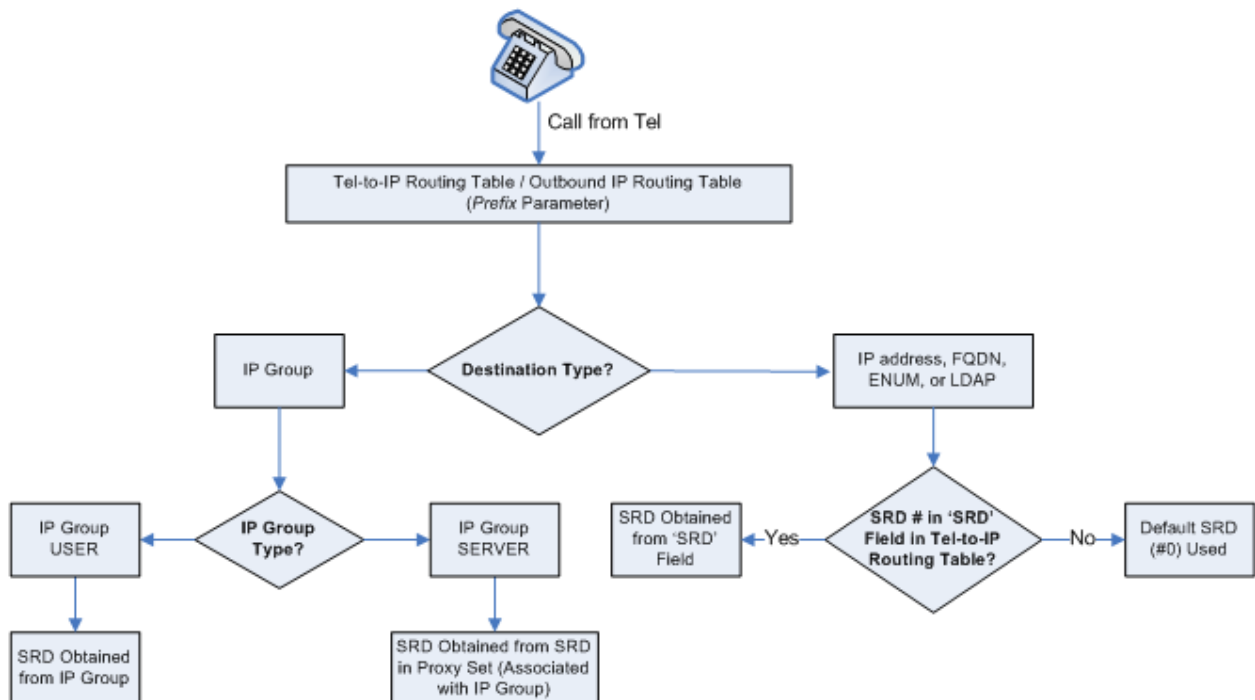 Call from Tel
Tel-to-IP Routing Table / Outbound IP Routing Table
(Prefix Parameter)
IP Group
Destination Type?
IP address, FQDN,
ENUM, or LDAP
IP Group
USER
IP Group
Type?
IP Group
SERVER
SRD Obtained
from ‘SRD’
Field
Yes
SRD # in ‘SRD’
Field in Tel-to-IP
Routing Table?
No
Default SRD
(#0) Used
SRD Obtained
from IP Group
SRD Obtained from SRD
in Proxy Set (Associated
with IP Group)